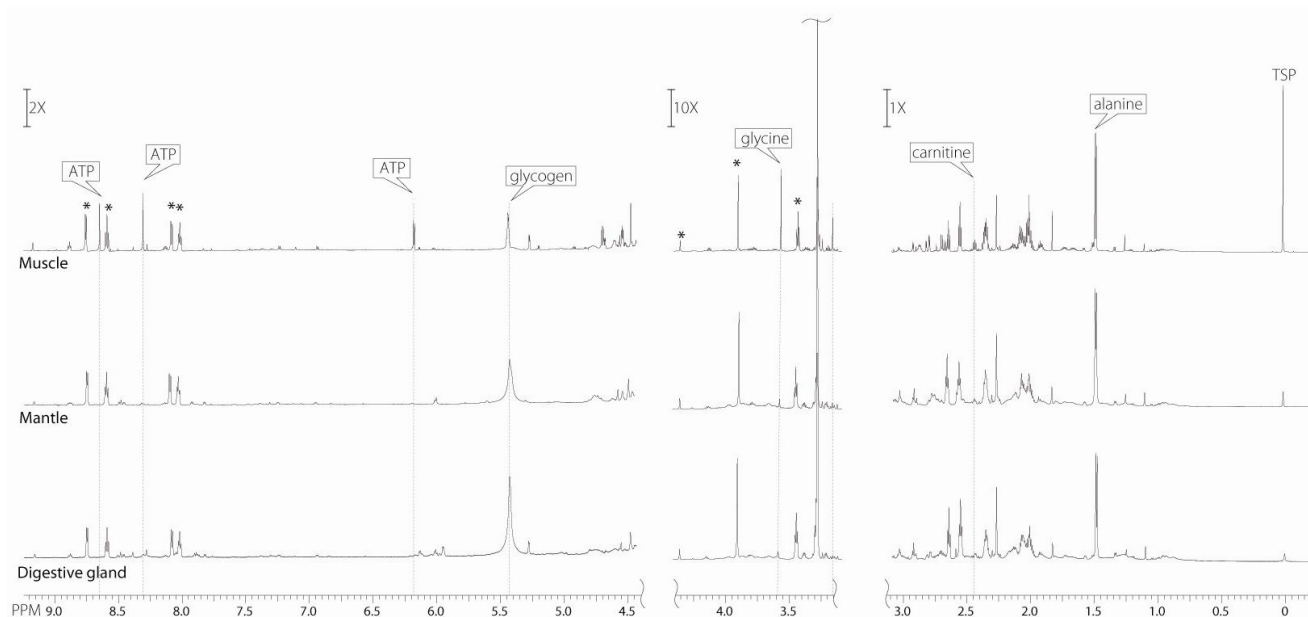 TSP
2X
10X
1X
alanine
glycine
carnitine
ATP
ATP
ATP
glycogen
*
*
*
*
*
*
*
Muscle
Mantle
Digestive gland
PPM 9.0 8.5 8.0 7.5 7.0 6.5 6.0 5.5 5.0 4.5 4.0 3.5 3.0 2.5 2.0 1.5 1.0 0.5 0